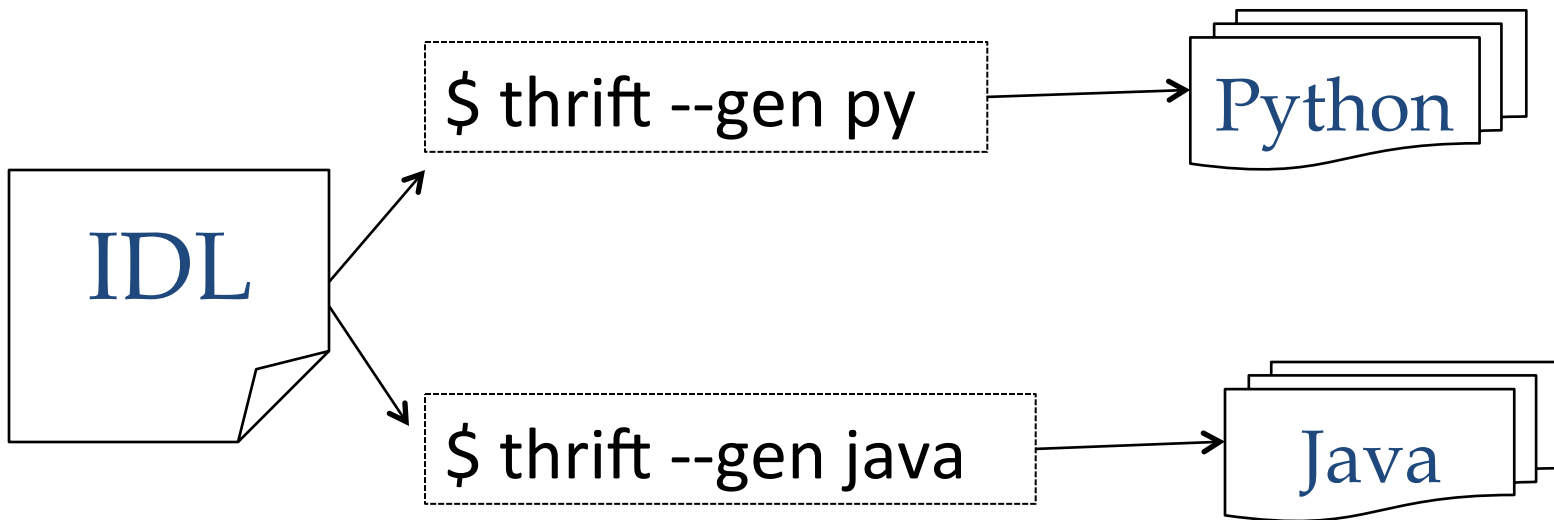 $ thrift --gen py
Python
IDL
$ thrift --gen java
Java